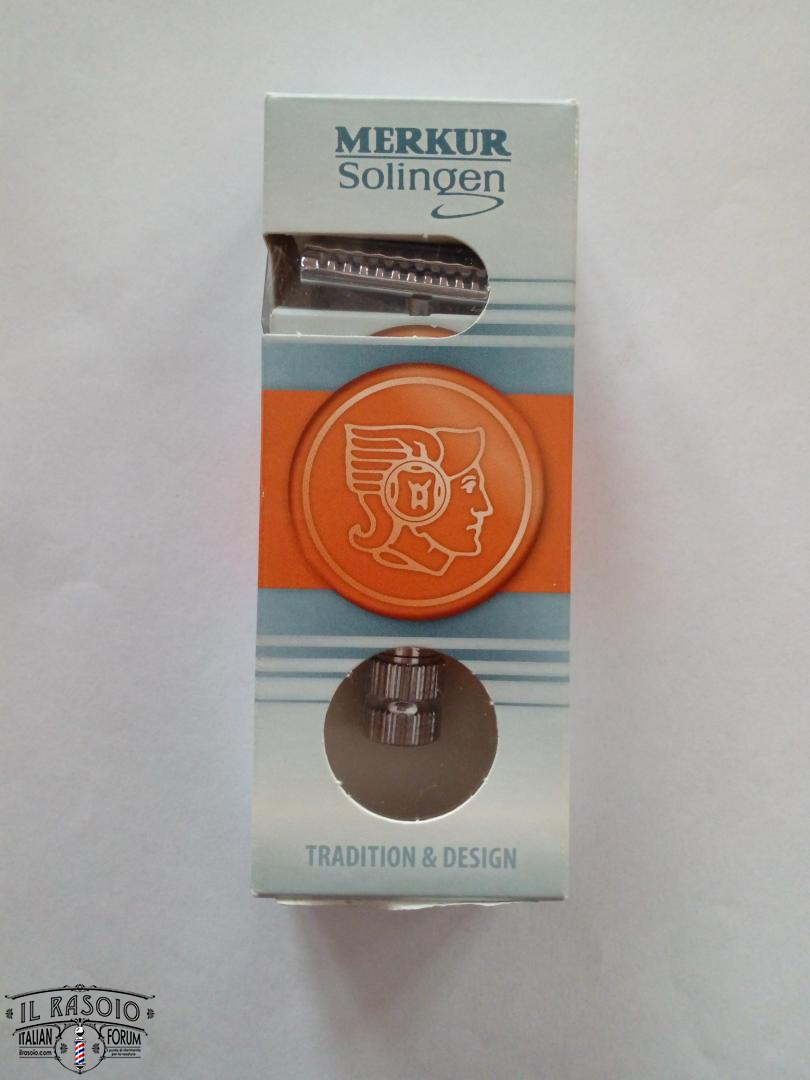 MERKUR
Solingen
TRADITION & DESIGN
IL RASOIO
ITALIAN FORUM
ilrasoio.com